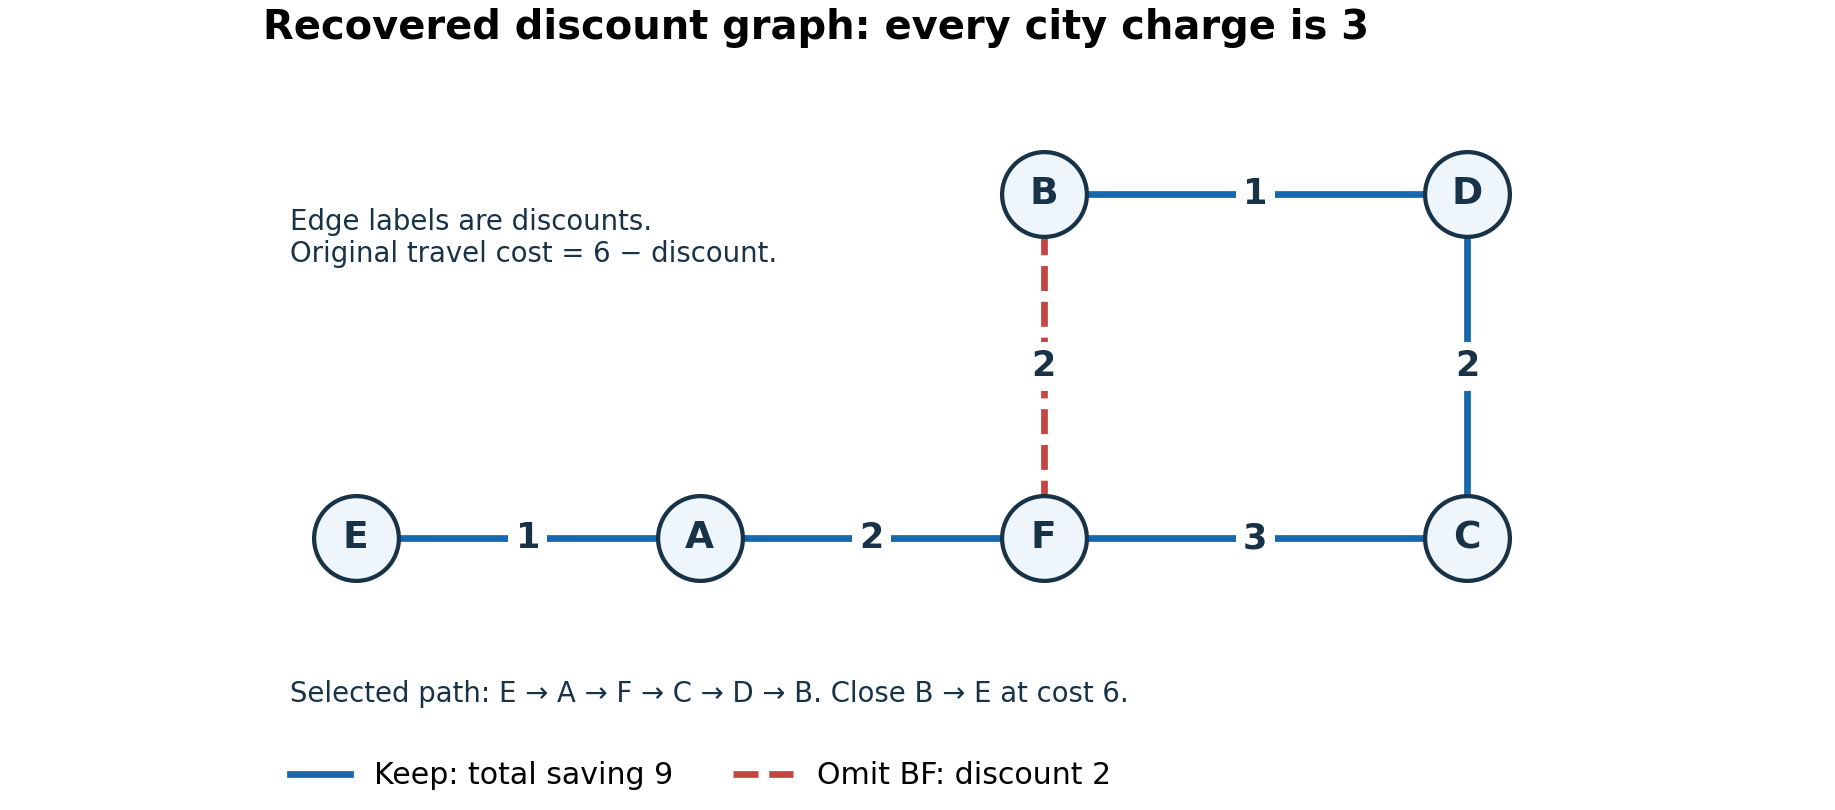 Recovered discount graph: every city charge is 3
B
1
D
Edge labels are discounts.
Original travel cost = 6 − discount.
2
2
E
1
A
2
F
3
C
Selected path: E → A → F → C → D → B. Close B → E at cost 6.
Keep: total saving 9
Omit BF: discount 2